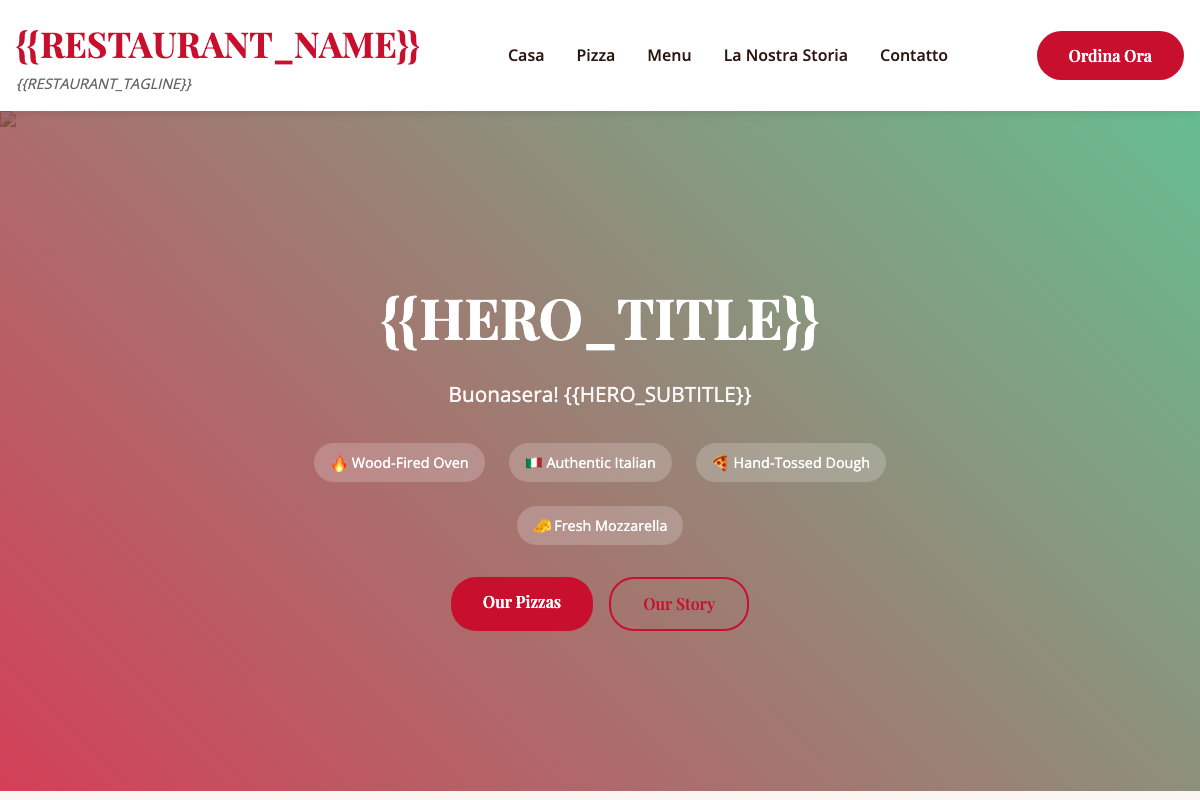 {{RESTAURANT_NAME}}
{{RESTAURANT_TAGLINE}}
Casa Pizza Menu La Nostra Storia Contatto
Ordina Ora
{{HERO_TITLE}}
Buonasera! {{HERO_SUBTITLE}}
🔥 Wood-Fired Oven 🇮🇹 Authentic Italian 🍕 Hand-Tossed Dough
🧀 Fresh Mozzarella
Our Pizzas Our Story